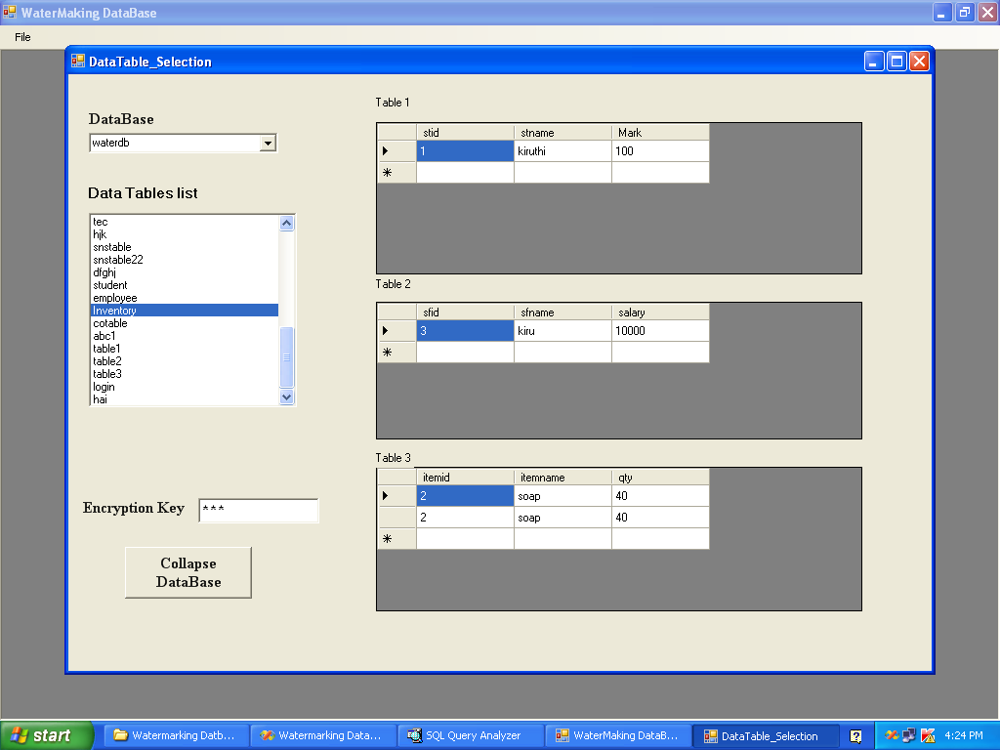 WaterMaking DataBase
File
DataTable_Selection
DataBase
waterdb
Data Tables list
tec
hjk
snstable
snstable22
dfghj
student
employee
Inventory
cotable
abc1
table1
table2
table3
login
hai
Encryption Key
***
Collapse
DataBase
Table 1
stid stname Mark
1 kiruthi 100
*
Table 2
sfid sfname salary
3 kiru 10000
*
Table 3
itemid itemname qty
2 soap 40
2 soap 40
*
start Watermarking Datb... Watermarking Data... SQL Query Analyzer WaterMaking DataB... DataTable_Selection ? 4:24 PM